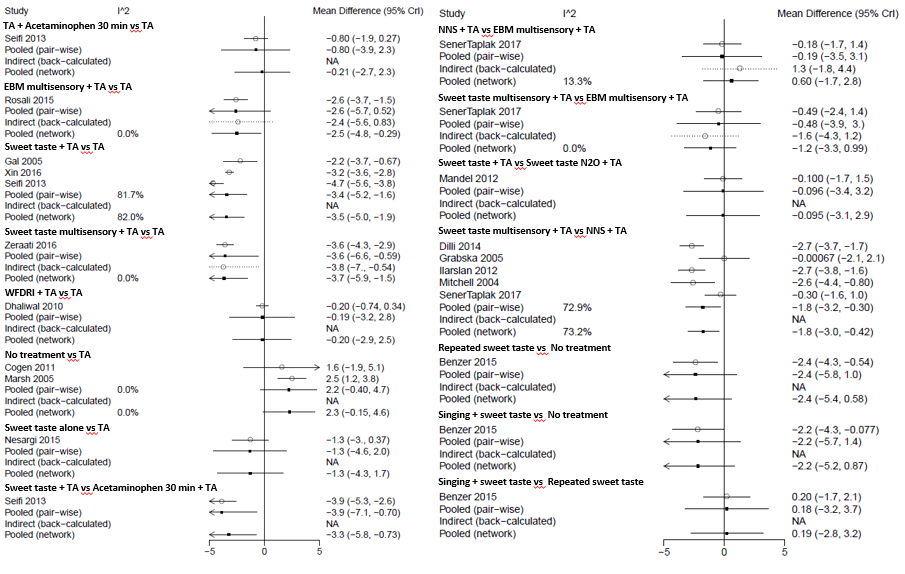 Study I^2 Mean Difference (95% CrI)
TA + Acetaminophen 30 min vs TA
Seifi 2013 −0.80 (−1.9, 0.27)
Pooled (pair−wise) −0.80 (−3.9, 2.3)
Indirect (back−calculated) NA
Pooled (network) −0.21 (−2.7, 2.3)
EBM multisensory + TA vs TA
Rosali 2015 −2.6 (−3.7, −1.5)
Pooled (pair−wise) −2.6 (−5.7, 0.52)
Indirect (back−calculated) −2.4 (−5.6, 0.83)
Pooled (network) 0.0% −2.5 (−4.8, −0.29)
Sweet taste + TA vs TA
Gal 2005 −2.2 (−3.7, −0.67)
Xin 2016 −3.2 (−3.6, −2.8)
Seifi 2013 −4.7 (−5.6, −3.8)
Pooled (pair−wise) 81.7% −3.4 (−5.2, −1.6)
Indirect (back−calculated) NA
Pooled (network) 82.0% −3.5 (−5.0, −1.9)
Sweet taste multisensory + TA vs TA
Zeraati 2016 −3.6 (−4.3, −2.9)
Pooled (pair−wise) −3.6 (−6.6, −0.59)
Indirect (back−calculated) −3.8 (−7., −0.54)
Pooled (network) 0.0% −3.7 (−5.9, −1.5)
WFDRI + TA vs TA
Dhaliwal 2010 −0.20 (−0.74, 0.34)
Pooled (pair−wise) −0.19 (−3.2, 2.8)
Indirect (back−calculated) NA
Pooled (network) −0.20 (−2.9, 2.5)
No treatment vs TA
Cogen 2011 1.6 (−1.9, 5.1)
Marsh 2005 2.5 (1.2, 3.8)
Pooled (pair−wise) 0.0% 2.2 (−0.40, 4.7)
Indirect (back−calculated) NA
Pooled (network) 0.0% 2.3 (−0.15, 4.6)
Sweet taste alone vs TA
Nesargi 2015 −1.3 (−3., 0.37)
Pooled (pair−wise) −1.3 (−4.6, 2.0)
Indirect (back−calculated) NA
Pooled (network) −1.3 (−4.3, 1.7)
Sweet taste + TA vs Acetaminophen 30 min + TA
Seifi 2013 −3.9 (−5.3, −2.6)
Pooled (pair−wise) −3.9 (−7.1, −0.70)
Indirect (back−calculated) NA
Pooled (network) −3.3 (−5.8, −0.73)
−5 0 5
Study I^2 Mean Difference (95% CrI)
NNS + TA vs EBM multisensory + TA
SenerTaplak 2017 −0.18 (−1.7, 1.4)
Pooled (pair−wise) −0.19 (−3.5, 3.1)
Indirect (back−calculated) 1.3 (−1.8, 4.4)
Pooled (network) 13.3% 0.60 (−1.7, 2.8)
Sweet taste multisensory + TA vs EBM multisensory + TA
SenerTaplak 2017 −0.49 (−2.4, 1.4)
Pooled (pair−wise) −0.48 (−3.9, 3.)
Indirect (back−calculated) −1.6 (−4.3, 1.2)
Pooled (network) 0.0% −1.2 (−3.3, 0.99)
Sweet taste + TA vs Sweet taste N2O + TA
Mandel 2012 −0.100 (−1.7, 1.5)
Pooled (pair−wise) −0.096 (−3.4, 3.2)
Indirect (back−calculated) NA
Pooled (network) −0.095 (−3.1, 2.9)
Sweet taste multisensory + TA vs NNS + TA
Dilli 2014 −2.7 (−3.7, −1.7)
Grabska 2005 −0.00067 (−2.1, 2.1)
Ilarslan 2012 −2.7 (−3.8, −1.6)
Mitchell 2004 −2.6 (−4.4, −0.80)
SenerTaplak 2017 −0.30 (−1.6, 1.0)
Pooled (pair−wise) 72.9% −1.8 (−3.2, −0.30)
Indirect (back−calculated) NA
Pooled (network) 73.2% −1.8 (−3.0, −0.42)
Repeated sweet taste vs No treatment
Benzer 2015 −2.4 (−4.3, −0.54)
Pooled (pair−wise) −2.4 (−5.8, 1.0)
Indirect (back−calculated) NA
Pooled (network) −2.4 (−5.4, 0.58)
Singing + sweet taste vs No treatment
Benzer 2015 −2.2 (−4.3, −0.077)
Pooled (pair−wise) −2.2 (−5.7, 1.4)
Indirect (back−calculated) NA
Pooled (network) −2.2 (−5.2, 0.87)
Singing + sweet taste vs Repeated sweet taste
Benzer 2015 0.20 (−1.7, 2.1)
Pooled (pair−wise) 0.18 (−3.2, 3.7)
Indirect (back−calculated) NA
Pooled (network) 0.19 (−2.8, 3.2)
−5 0 5